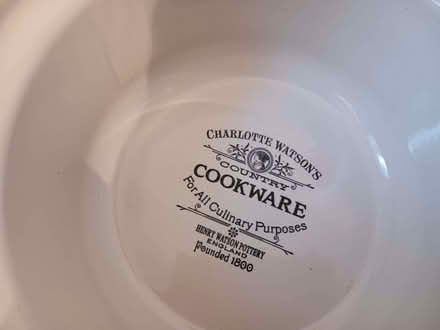 CHARLOTTE WATSON'S
COUNTRY
COOKWARE
For All Culinary Purposes
HENRY WATSON POTTERY
ENGLAND
Founded 1800